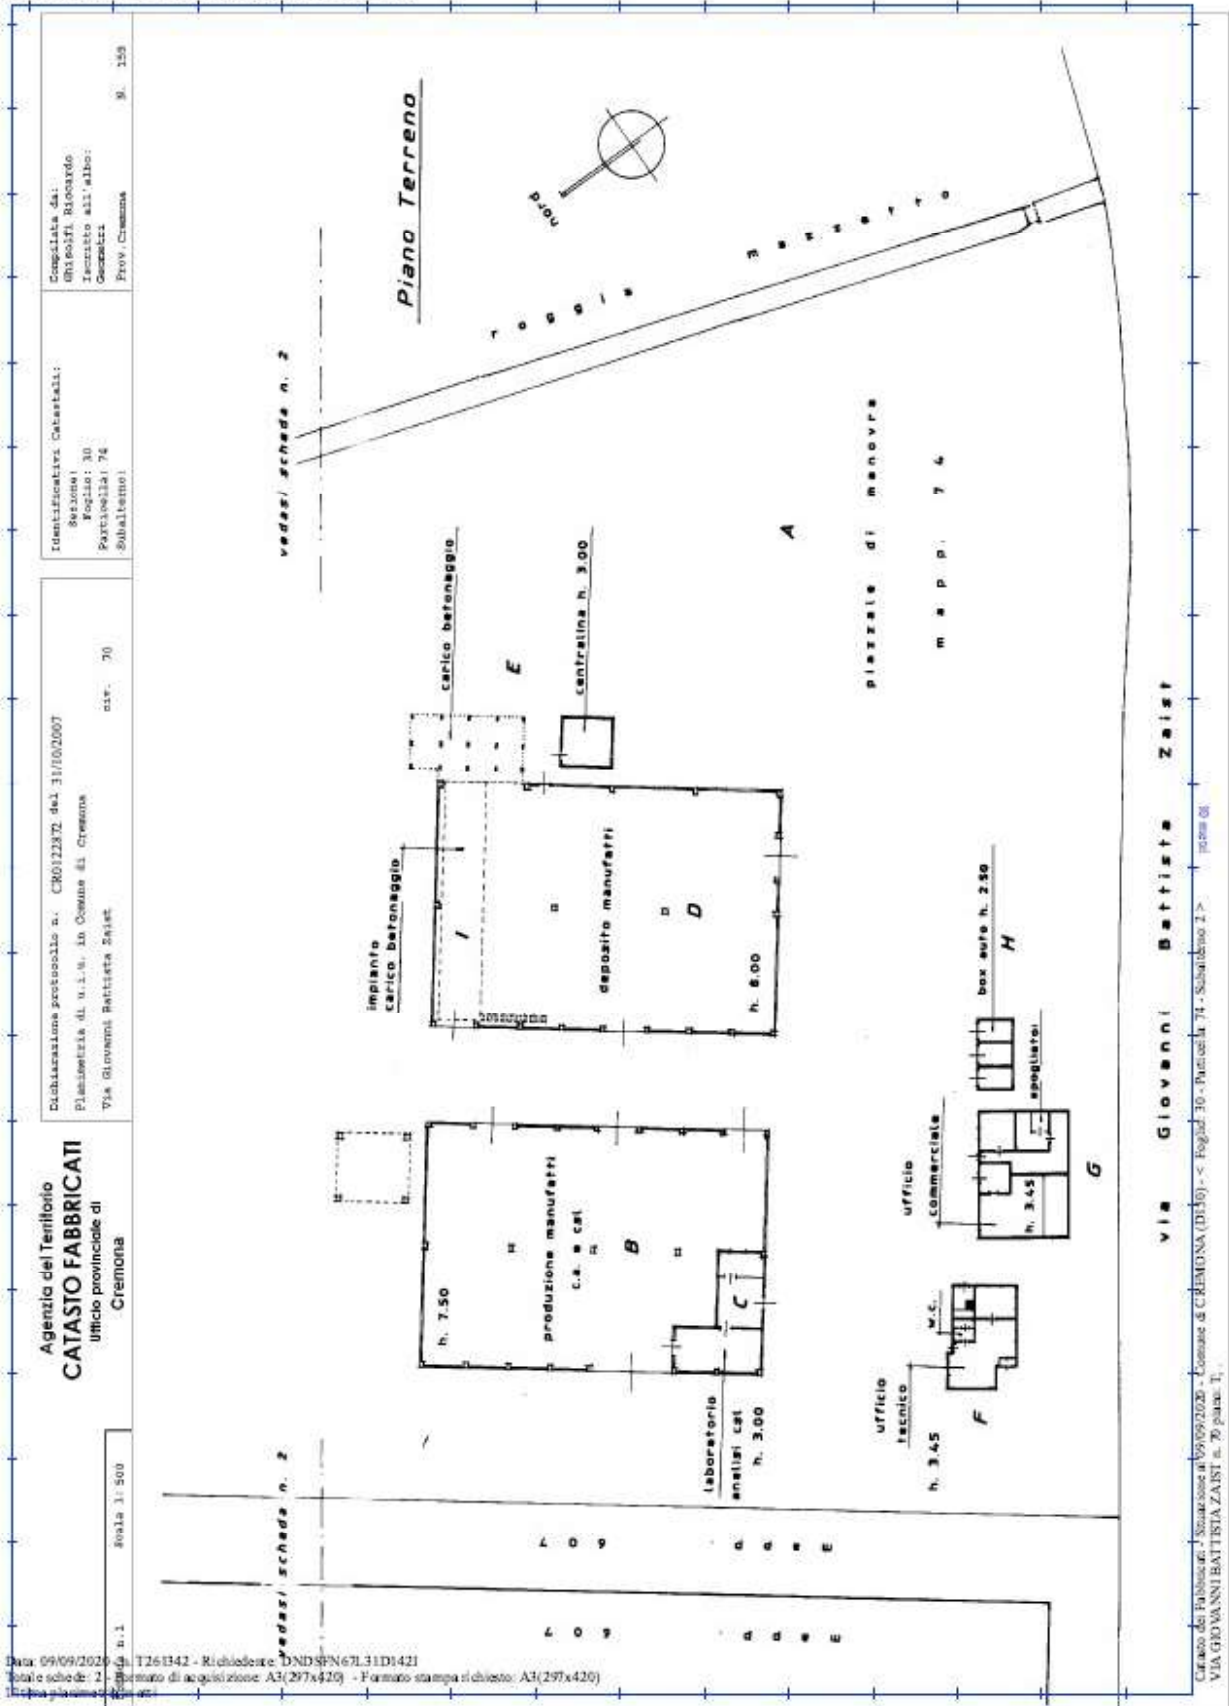 Agenzia del Territorio
CATASTO FABBRICATI
Ufficio provinciale di
Cremona
Dichiarazione protocollo n. CR0122872 del 31/10/2007
Planimetria di u.i.u. in Comune di Cremona
Via Giovanni Battista Zaist civ. 70
Identificativi Catastali:
Sezione:
Foglio: 30
Particella: 74
Subalterno:
Compilata da:
Ghisolfi Riccardo
Iscritto all'albo:
Geometri
Prov. Cremona N. 159
n.1 Scala 1: 500
vedasi schada n. 2
vedasi schada n. 2
Piano Terreno
nord
roggia
carico betonaggio
E
centralina h. 3.00
A
piazzale di manovra
mapp. 74
impianto
carico betonaggio
I
deposito manufatti
D
h. 8.00
h. 7.50
produzione manufatti
c.a. e cal
B
C
laboratorio
analisi cal
h. 3.00
box auto h. 2.50
H
spogliatoi
ufficio
commerciale
h. 3.45
G
w.c.
ufficio
tecnico
F
h. 3.45
via Giovanni Battista Zaist
Data: 09/09/2020 - n. T261342 - Richiedente: DNDSFN67L31D142I
Totale schede: 2 - Formato di acquisizione: A3(297x420) - Formato stampa richiesto: A3(297x420)
Catasto dei Fabbricati - Situazione al 09/09/2020 - Comune di CREMONA (D150) - < Foglio: 30 - Particella: 74 - Subalterno: 2 >
VIA GIOVANNI BATTISTA ZAIST n. 70 piano: T;